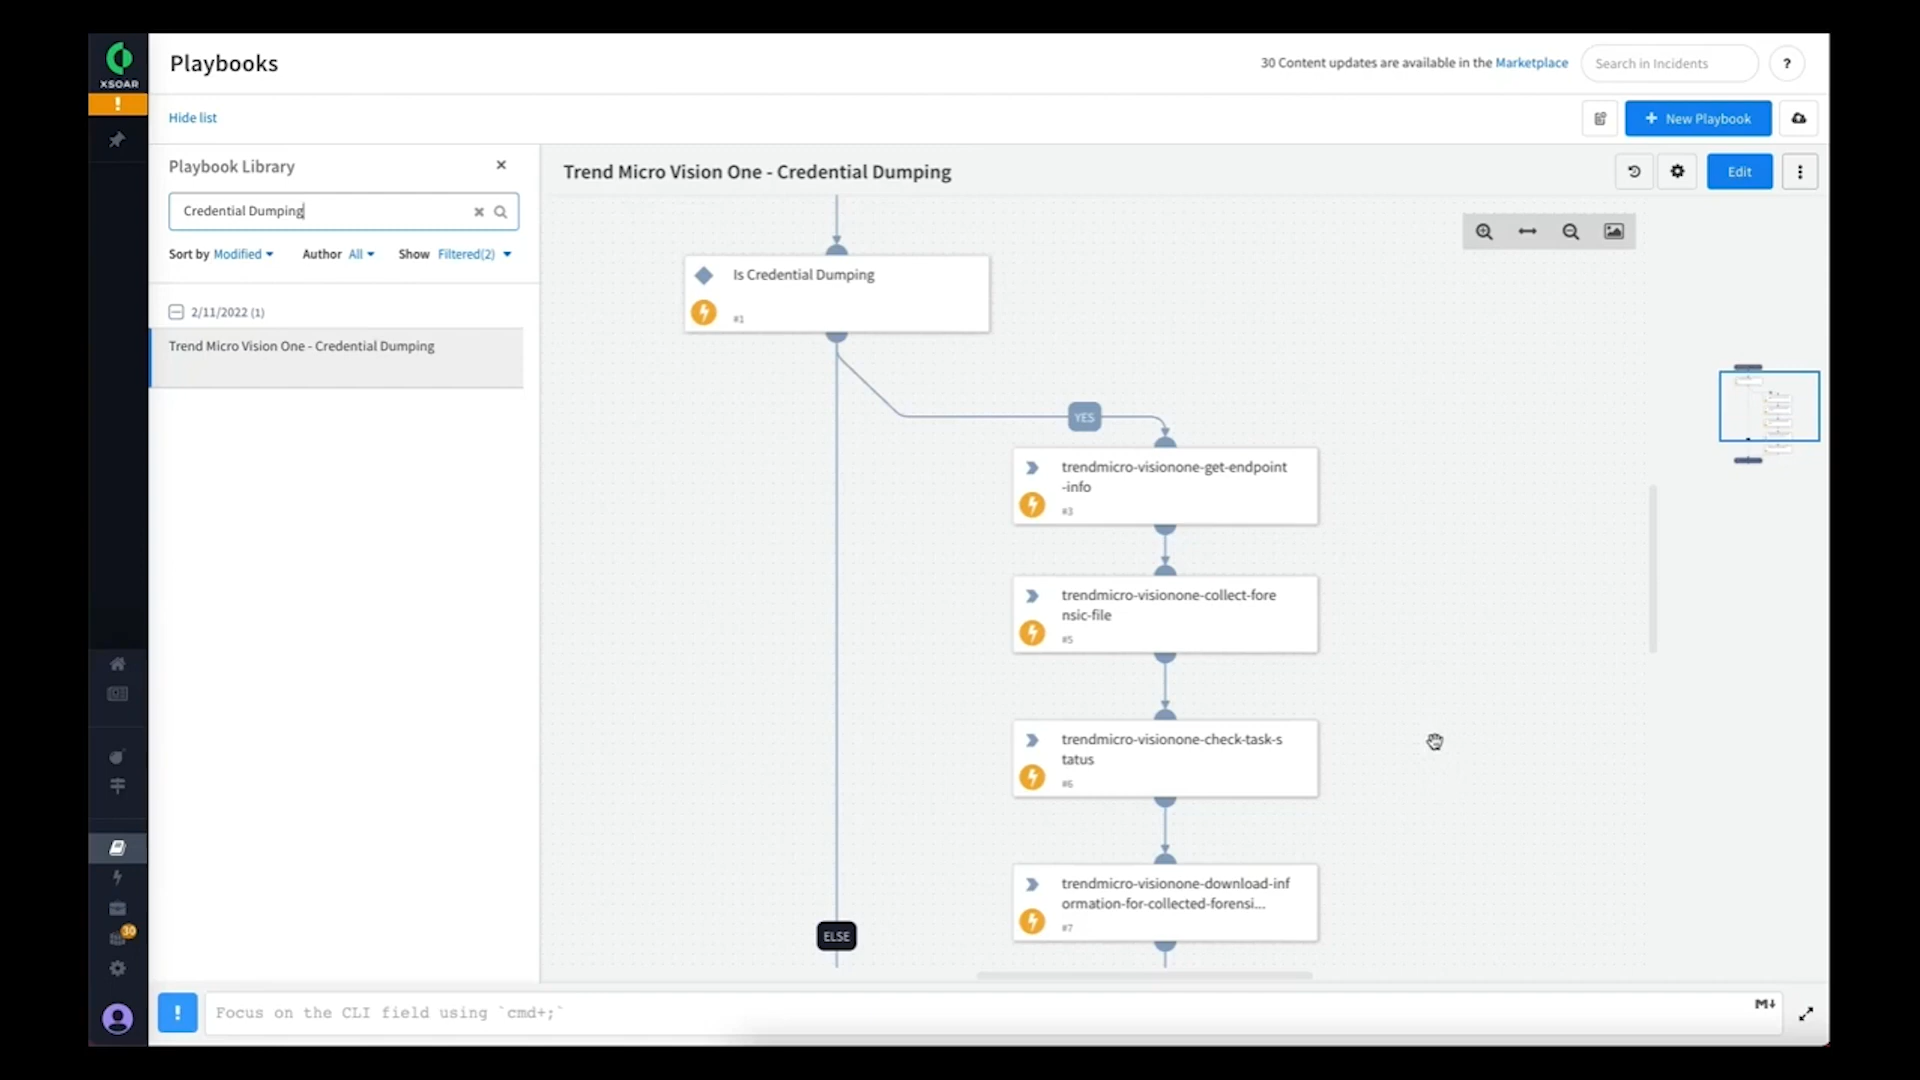 XSOAR
Playbooks
30 Content updates are available in the Marketplace
Search in Incidents
?
!
Hide list
+ New Playbook
Playbook Library
Trend Micro Vision One - Credential Dumping
Edit
Credential Dumping
Sort by Modified
Author All
Show Filtered(2)
2/11/2022 (1)
Trend Micro Vision One - Credential Dumping
Is Credential Dumping
#1
YES
trendmicro-visionone-get-endpoint
-info
#3
trendmicro-visionone-collect-fore
nsic-file
#5
trendmicro-visionone-check-task-s
tatus
#6
trendmicro-visionone-download-inf
ormation-for-collected-forensi...
#7
ELSE
30
!
Focus on the CLI field using `cmd+;`
M↓